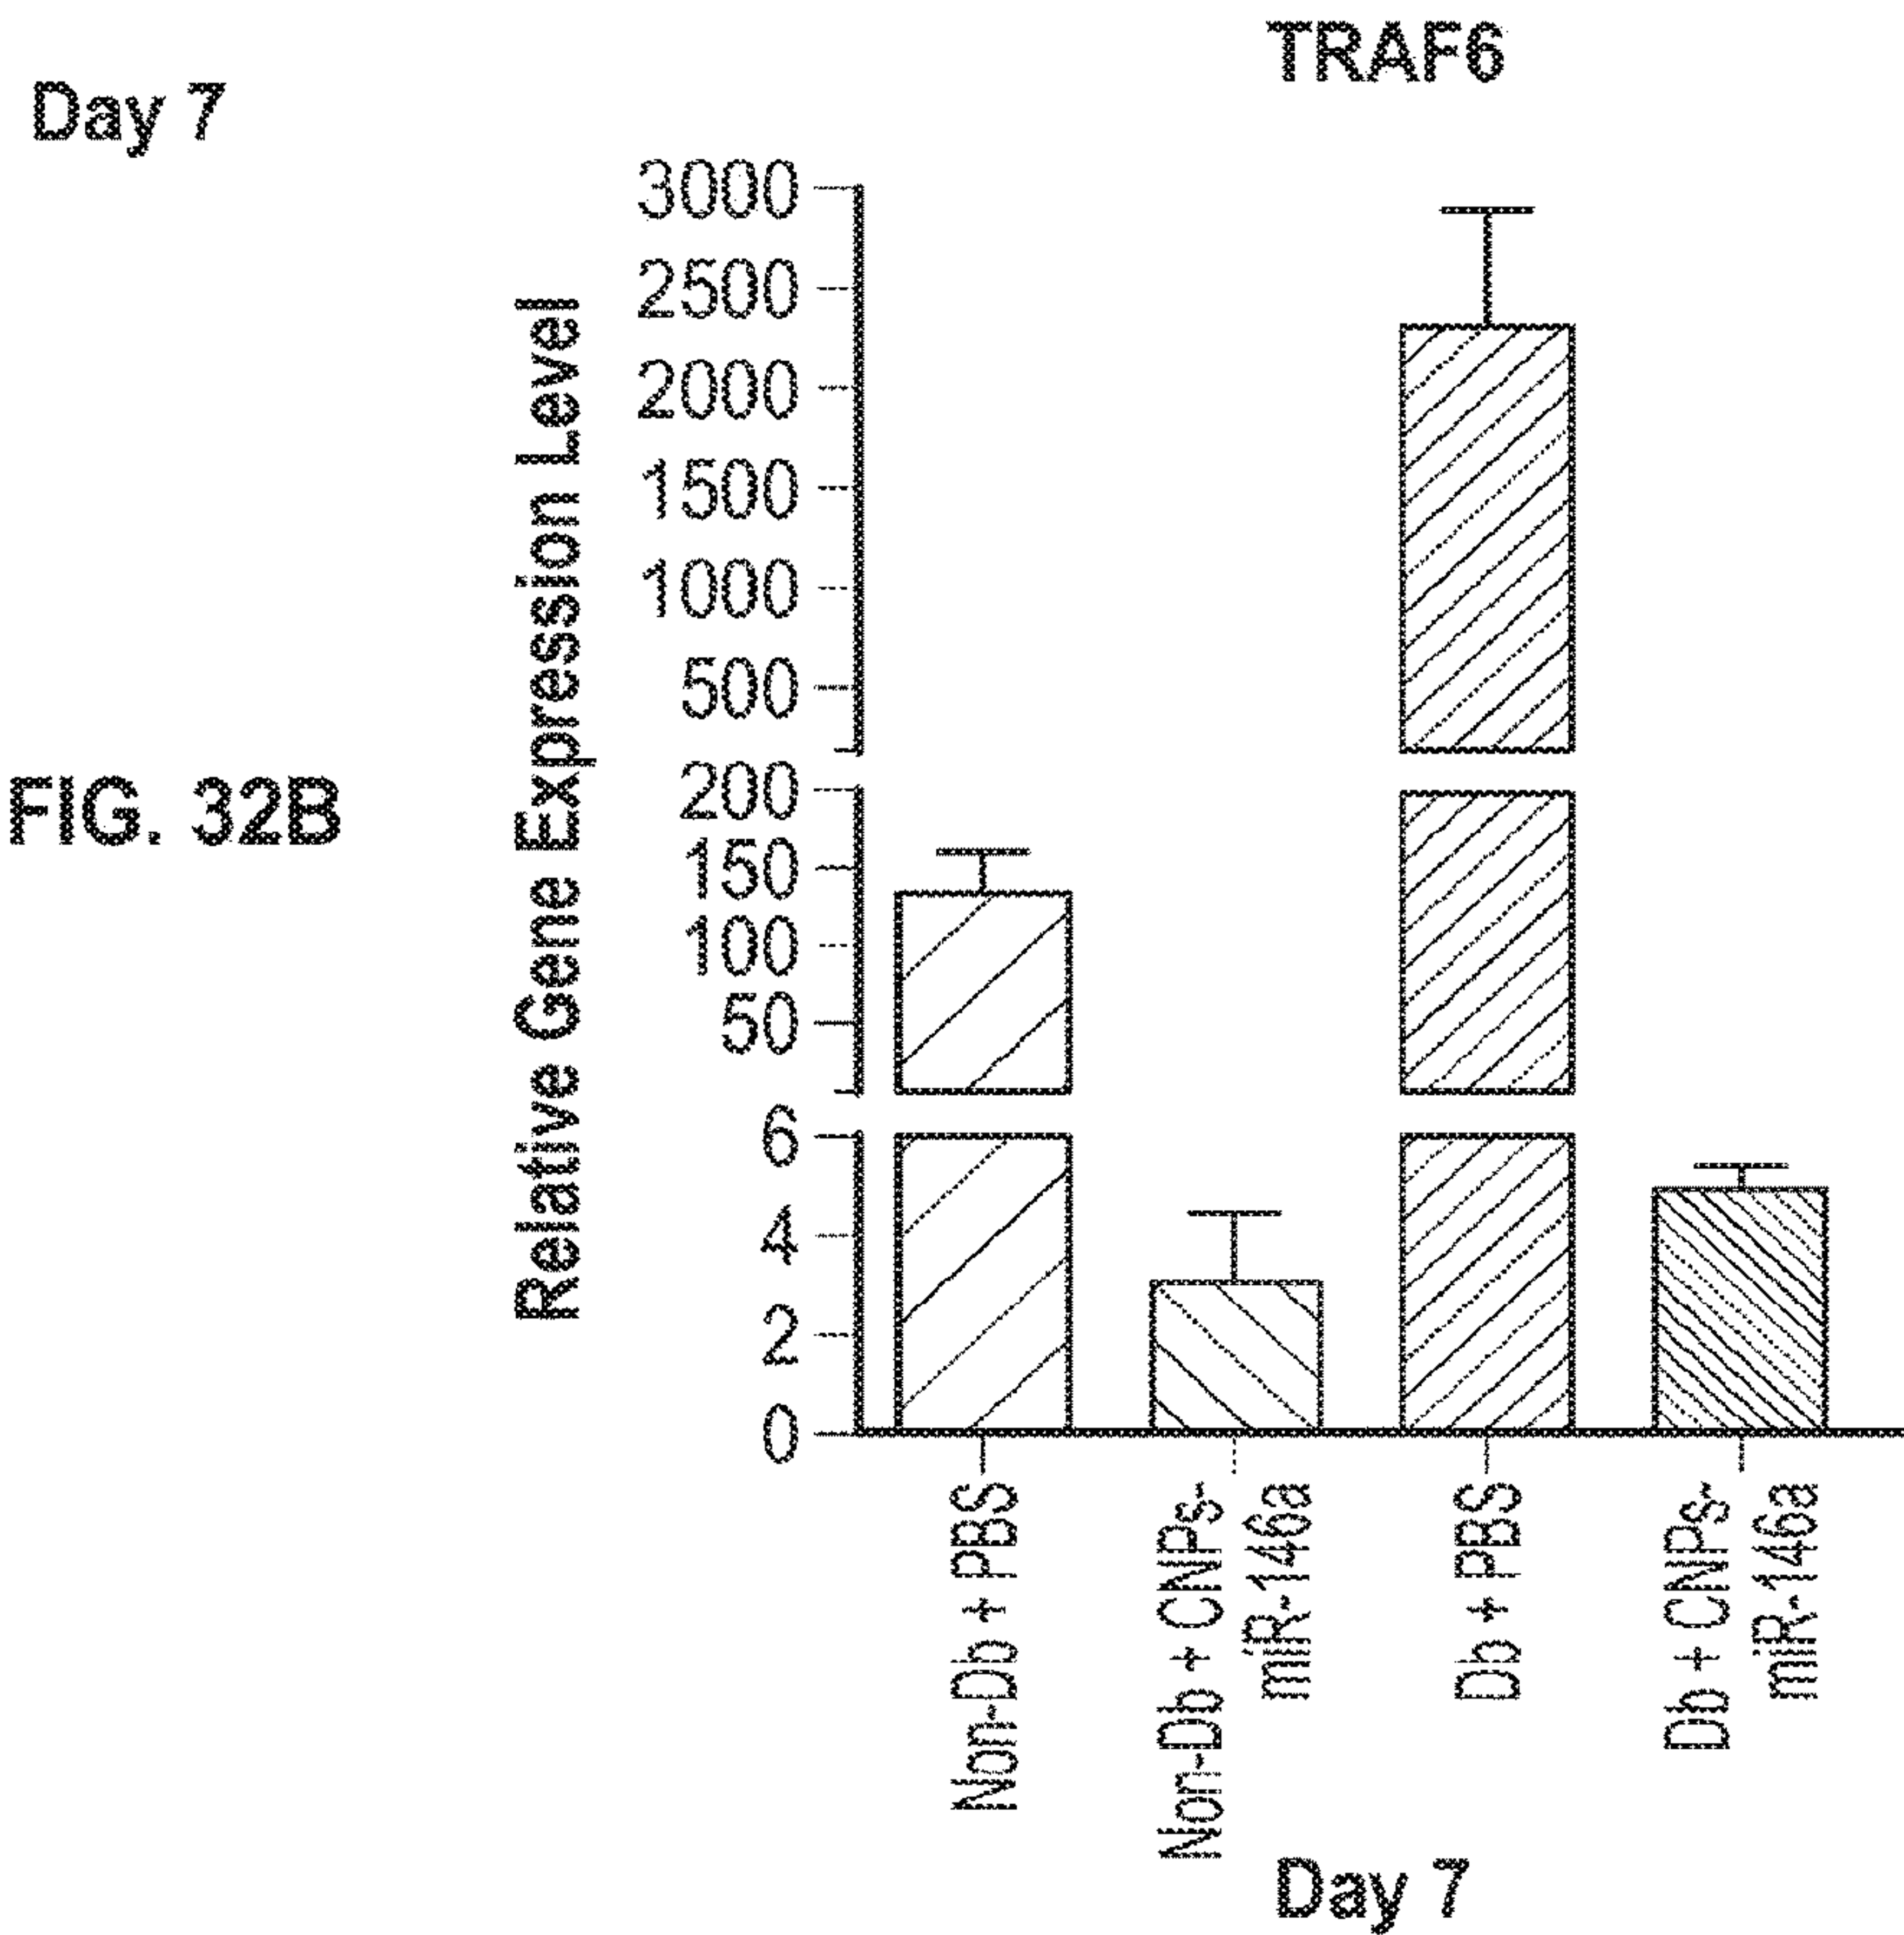 Day 7
TRAF6
FIG. 32B
Relative Gene Expression Level
3000
2500
2000
1500
1000
500
200
150
100
50
6
4
2
0
Non-Db + PBS
Non-Db + CNPs-
miR-146a
Db + PBS
Db + CNPs-
miR-146a
Day 7